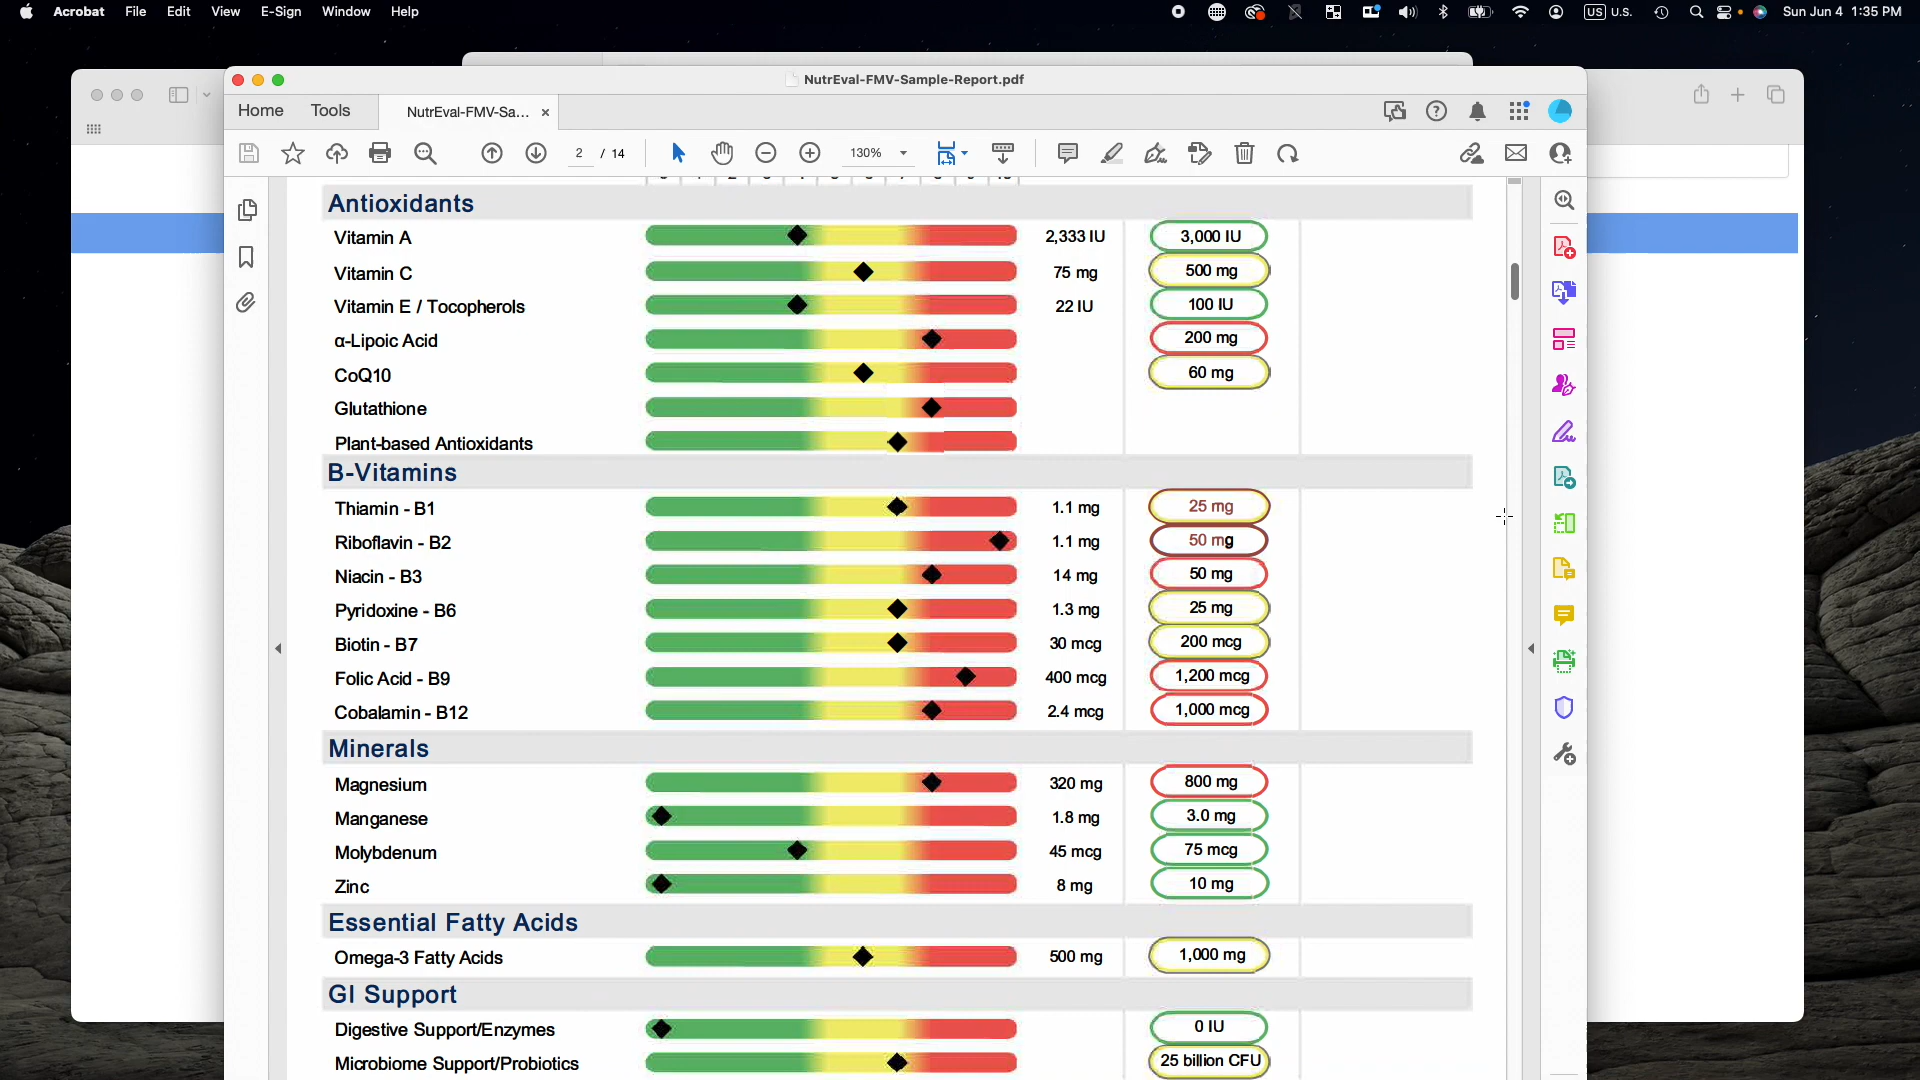 Acrobat File Edit View E-Sign Window Help US U.S. Sun Jun 4 1:35 PM
NutrEval-FMV-Sample-Report.pdf
Home Tools NutrEval-FMV-Sa...
2 / 14 130%
Antioxidants
Vitamin A 2,333 IU 3,000 IU
Vitamin C 75 mg 500 mg
Vitamin E / Tocopherols 22 IU 100 IU
α-Lipoic Acid 200 mg
CoQ10 60 mg
Glutathione
Plant-based Antioxidants
B-Vitamins
Thiamin - B1 1.1 mg 25 mg
Riboflavin - B2 1.1 mg 50 mg
Niacin - B3 14 mg 50 mg
Pyridoxine - B6 1.3 mg 25 mg
Biotin - B7 30 mcg 200 mcg
Folic Acid - B9 400 mcg 1,200 mcg
Cobalamin - B12 2.4 mcg 1,000 mcg
Minerals
Magnesium 320 mg 800 mg
Manganese 1.8 mg 3.0 mg
Molybdenum 45 mcg 75 mcg
Zinc 8 mg 10 mg
Essential Fatty Acids
Omega-3 Fatty Acids 500 mg 1,000 mg
GI Support
Digestive Support/Enzymes 0 IU
Microbiome Support/Probiotics 25 billion CFU